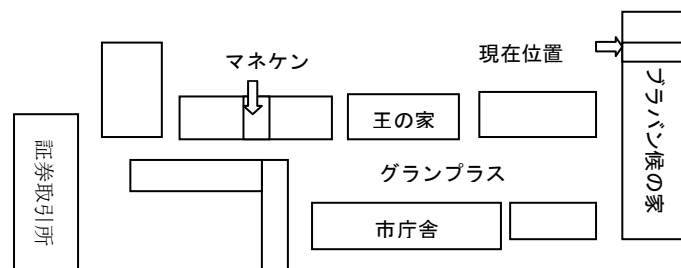 マネケン
現在位置
王の家
ブラバン候の家
証券取引所
グランプラス
市庁舎